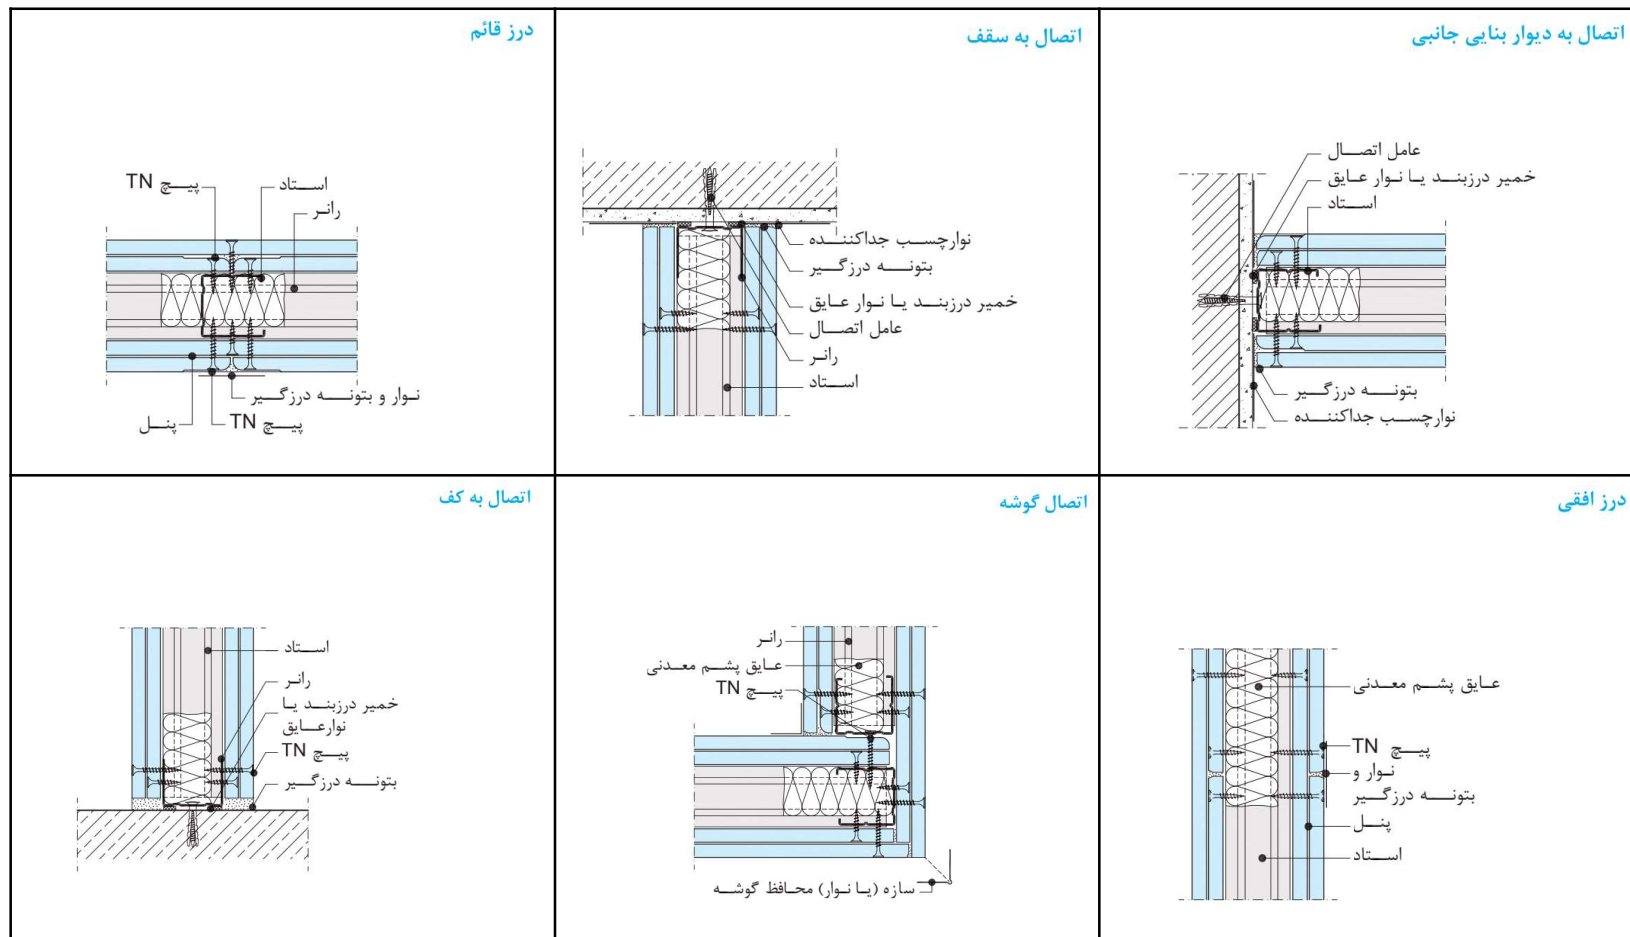 اتصال به دیوار بنایی جانبی
عامل اتصال
خمیر درزبند یا نوار عایق
استاد
بتونه درزگیر
نوارچسب جداکننده
اتصال به سقف
نوارچسب جداکننده
بتونه درزگیر
خمیر درزبند یا نوار عایق
عامل اتصال
رانر
استاد
درز قائم
پیچ TN
استاد
رانر
نوار و بتونه درزگیر
پیچ TN
پنل
درز افقی
عایق پشم معدنی
پیچ TN
نوار و
بتونه درزگیر
پنل
استاد
اتصال گوشه
رانر
عایق پشم معدنی
پیچ TN
سازه (یا نوار) محافظ گوشه
اتصال به کف
استاد
رانر
خمیر درزبند یا
نوارعایق
پیچ TN
بتونه درزگیر